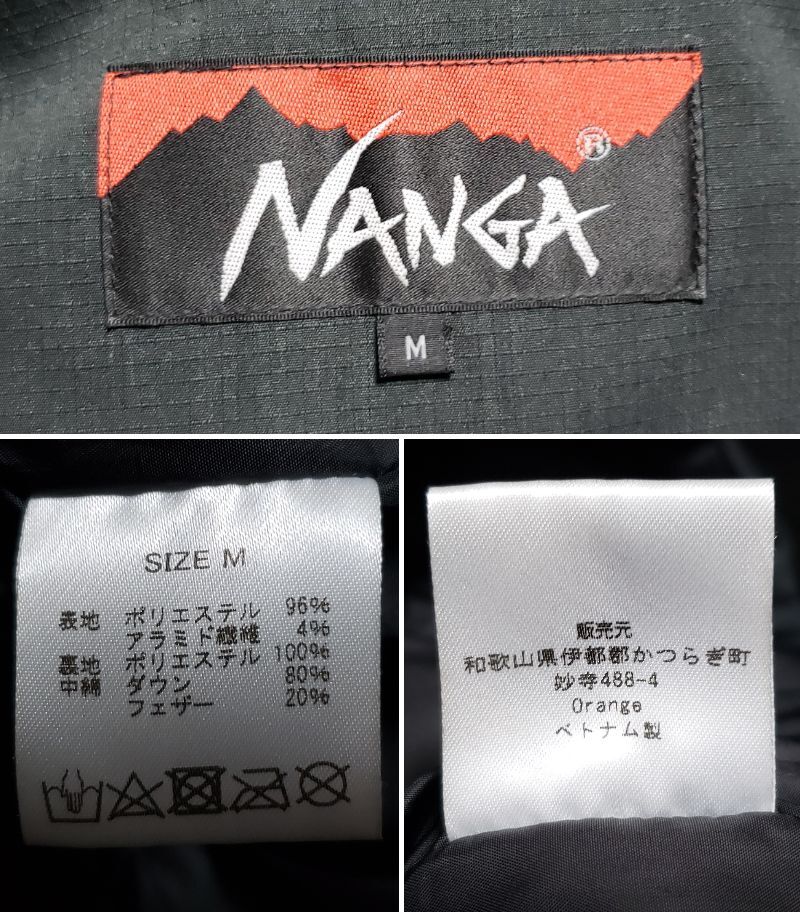 NANGA ®
M
SIZE M
表地 ポリエステル 96%
アラミド繊維 4%
裏地 ポリエステル 100%
中綿 ダウン 80%
フェザー 20%
販売元
和歌山県伊都郡かつらぎ町
妙寺488-4
Orange
ベトナム製